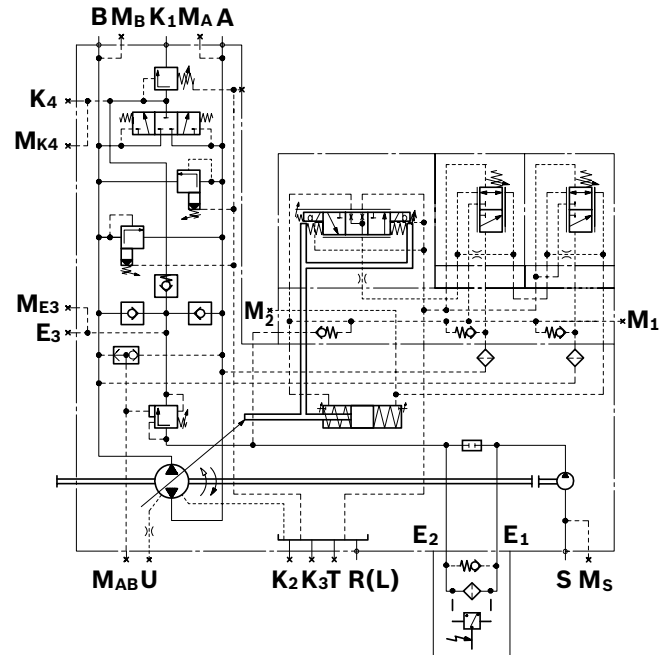 B M_B K_1 M_A A
K_4
M_K4
M_E3
E_3
M_2
M_1
E_2 E_1
M_AB U K_2 K_3 T R(L) S M_S